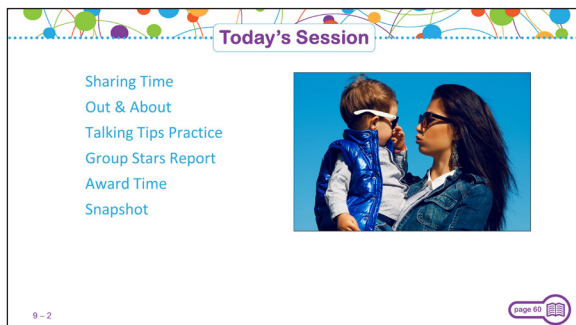 Today's Session
Sharing Time
Out & About
Talking Tips Practice
Group Stars Report
Award Time
Snapshot
9 – 2
page 60